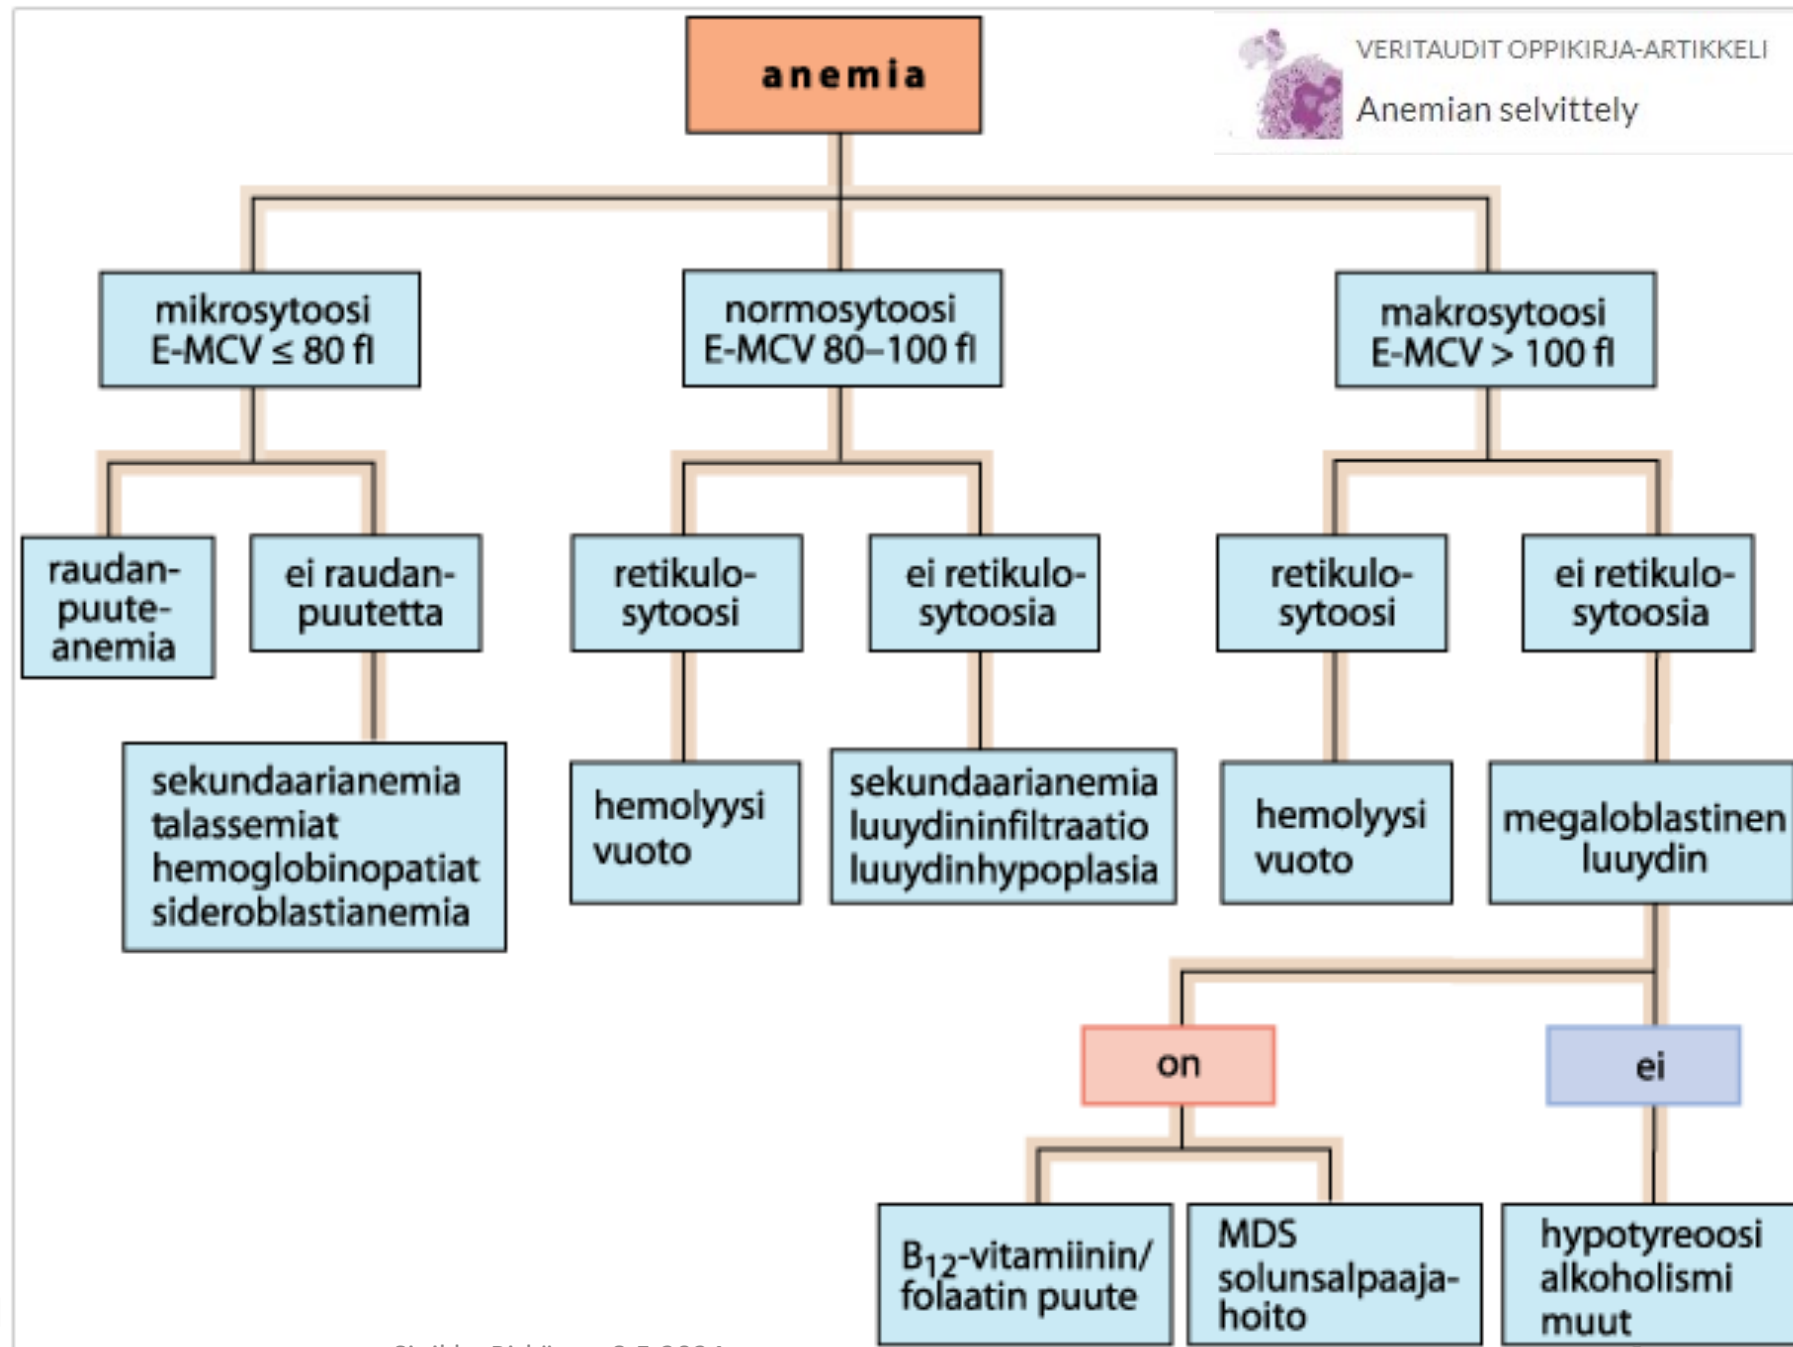 anemia
VERITAUDIT OPPIKIRJA-ARTIKKELI
Anemian selvittely
mikrosytoosi
E-MCV ≤ 80 fl
normosytoosi
E-MCV 80–100 fl
makrosytoosi
E-MCV > 100 fl
raudan-
puute-
anemia
ei raudan-
puutetta
retikulo-
sytoosi
ei retikulo-
sytoosia
retikulo-
sytoosi
ei retikulo-
sytoosia
sekundaarianemia
talassemiat
hemoglobinopatiat
sideroblastianemia
hemolyysi
vuoto
sekundaarianemia
luuydininfiltraatio
luuydinhypoplasia
hemolyysi
vuoto
megaloblastinen
luuydin
on
ei
B12-vitamiinin/
folaatin puute
MDS
solunsalpaaja-
hoito
hypotyreoosi
alkoholismi
muut